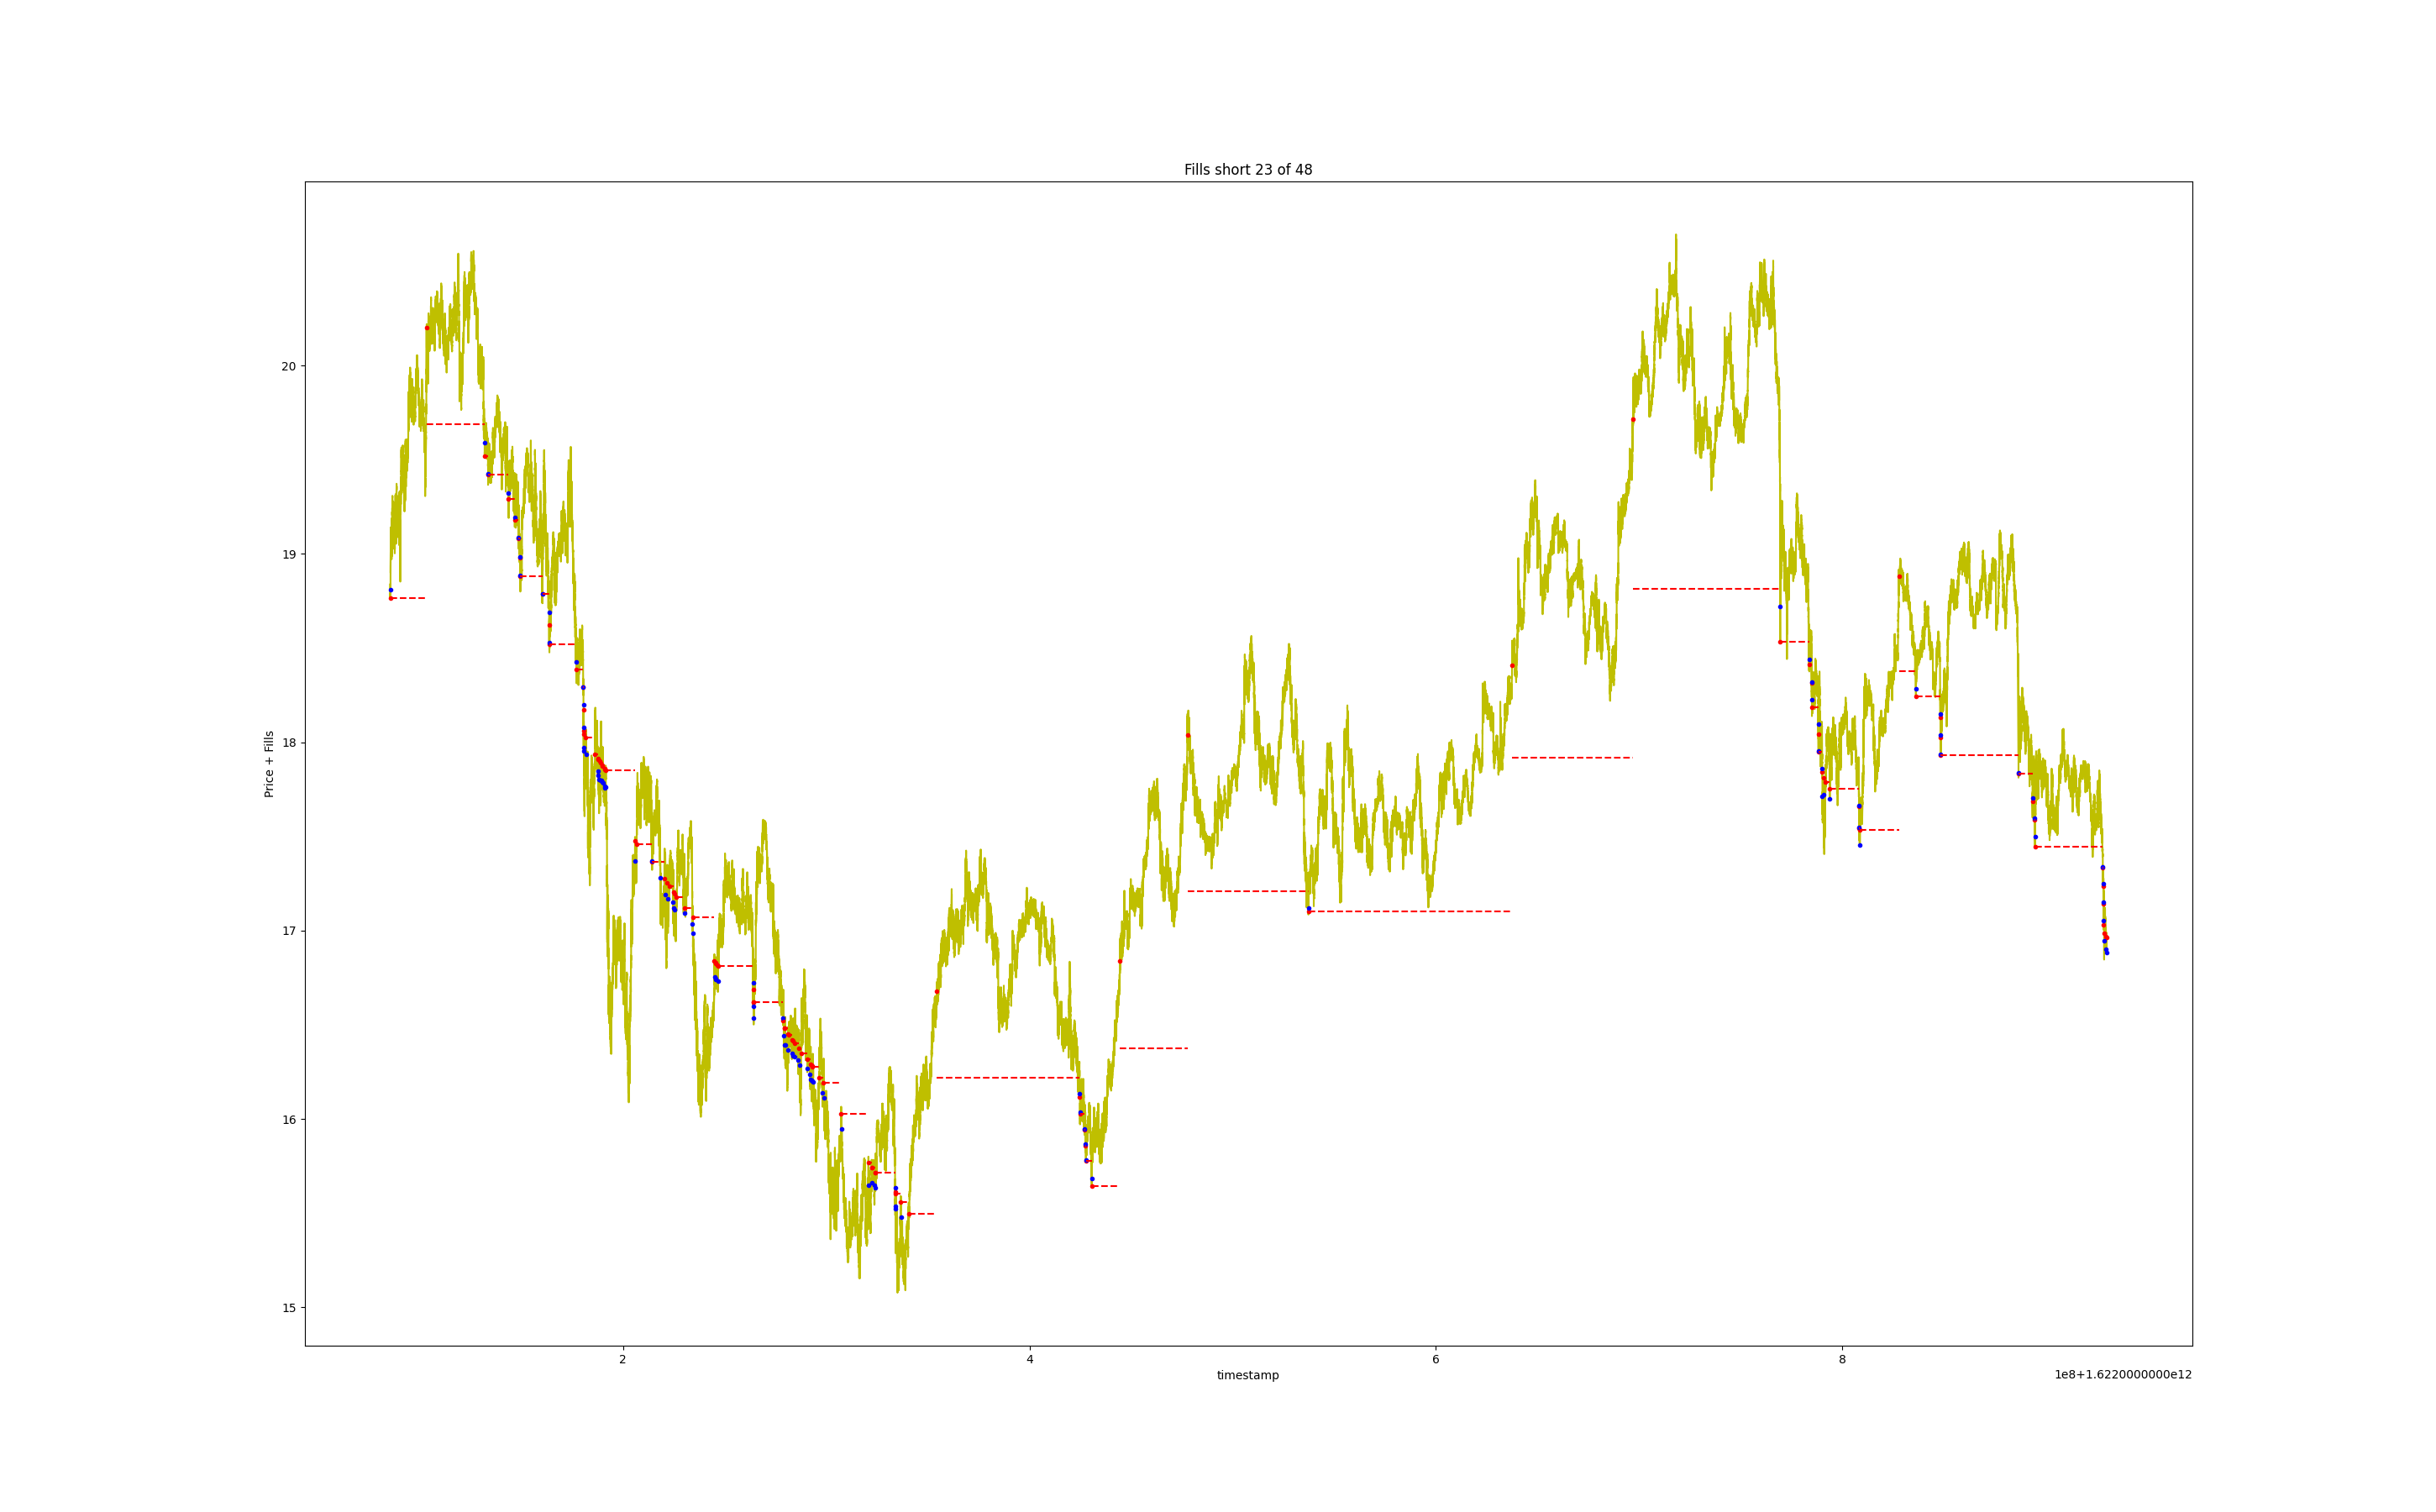 Fills short 23 of 48
Price + Fills
20
19
18
17
16
15
2 4 6 8
timestamp
1e8+1.6220000000e12